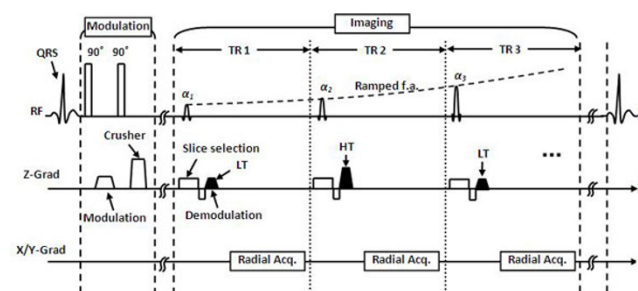 Modulation
Imaging
QRS
90°
90°
TR 1
TR 2
TR 3
α1
α2
α3
Ramped f.a.
RF
Crusher
Slice selection
LT
HT
LT
...
Z-Grad
Modulation
Demodulation
X/Y-Grad
Radial Acq.
Radial Acq.
Radial Acq.